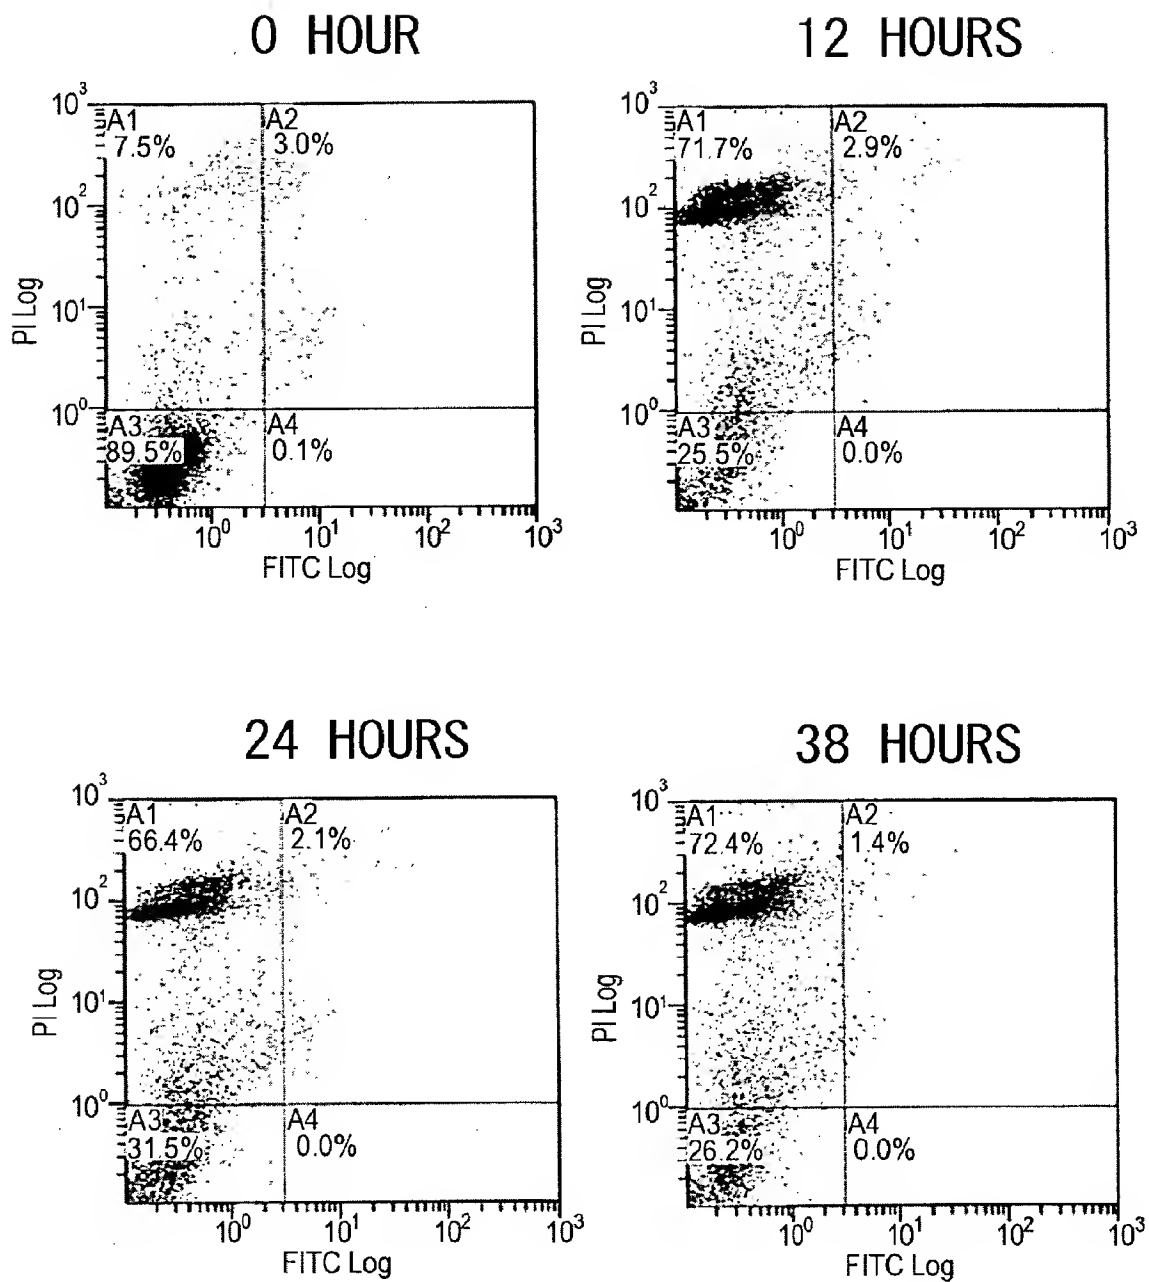 0 HOUR
10³
A1
7.5%
A2
3.0%
10²
10¹
10⁰
PI Log
A3
89.5%
A4
0.1%
10⁰ 10¹ 10² 10³
FITC Log
12 HOURS
10³
A1
71.7%
A2
2.9%
10²
10¹
10⁰
PI Log
A3
25.5%
A4
0.0%
10⁰ 10¹ 10² 10³
FITC Log
24 HOURS
10³
A1
66.4%
A2
2.1%
10²
10¹
10⁰
PI Log
A3
31.5%
A4
0.0%
10⁰ 10¹ 10² 10³
FITC Log
38 HOURS
10³
A1
72.4%
A2
1.4%
10²
10¹
10⁰
PI Log
A3
26.2%
A4
0.0%
10⁰ 10¹ 10² 10³
FITC Log